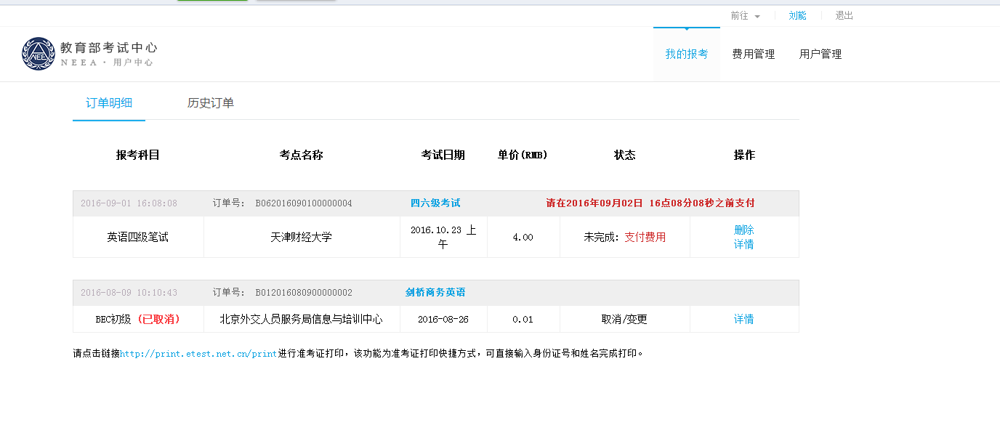 前往 刘能 退出
教育部考试中心
NEEA·用户中心
NEE
我的报考 费用管理 用户管理
订单明细 历史订单
报考科目 考点名称 考试日期 单价(RMB) 状态 操作
2016-09-01 16:08:08 订单号: B062016090100000004 四六级考试 请在2016年09月02日 16点08分08秒之前支付
英语四级笔试 天津财经大学 2016.10.23 上午 4.00 未完成: 支付费用 删除 详情
2016-08-09 10:10:43 订单号: B012016080900000002 剑桥商务英语
BEC初级 (已取消) 北京外交人员服务局信息与培训中心 2016-08-26 0.01 取消/变更 详情
请点击链接http://print.etest.net.cn/print进行准考证打印，该功能为准考证打印快捷方式，可直接输入身份证号和姓名完成打印。